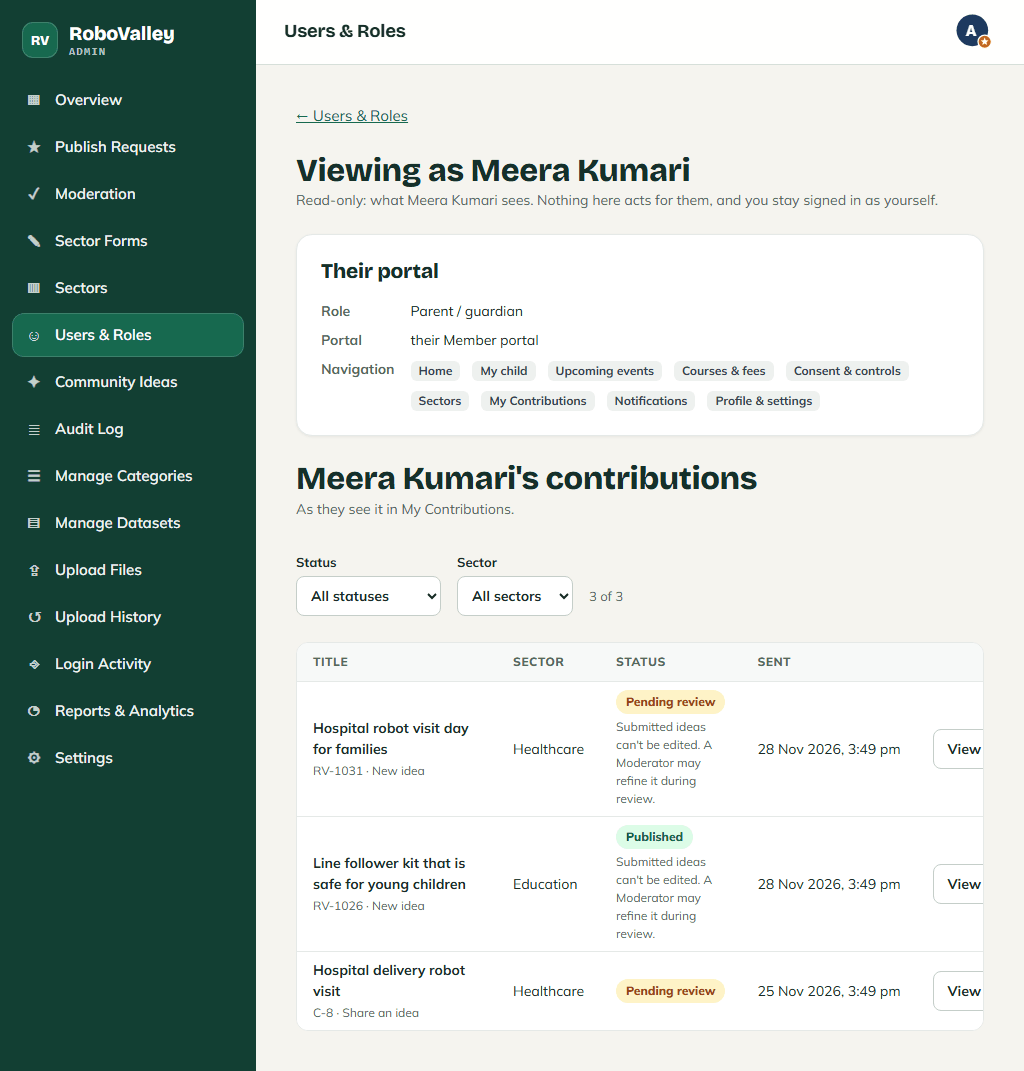 RV
RoboValley
ADMIN
Overview
Publish Requests
Moderation
Sector Forms
Sectors
Users & Roles
Community Ideas
Audit Log
Manage Categories
Manage Datasets
Upload Files
Upload History
Login Activity
Reports & Analytics
Settings
Users & Roles
A
← Users & Roles
Viewing as Meera Kumari
Read-only: what Meera Kumari sees. Nothing here acts for them, and you stay signed in as yourself.
Their portal
Role Parent / guardian
Portal their Member portal
Navigation Home My child Upcoming events Courses & fees Consent & controls
Sectors My Contributions Notifications Profile & settings
Meera Kumari's contributions
As they see it in My Contributions.
Status Sector
All statuses All sectors 3 of 3
TITLE SECTOR STATUS SENT
Hospital robot visit day
for families
RV-1031 · New idea
Healthcare
Pending review
Submitted ideas
can't be edited. A
Moderator may
refine it during
review.
28 Nov 2026, 3:49 pm
View
Line follower kit that is
safe for young children
RV-1026 · New idea
Education
Published
Submitted ideas
can't be edited. A
Moderator may
refine it during
review.
28 Nov 2026, 3:49 pm
View
Hospital delivery robot
visit
C-8 · Share an idea
Healthcare
Pending review
25 Nov 2026, 3:49 pm
View